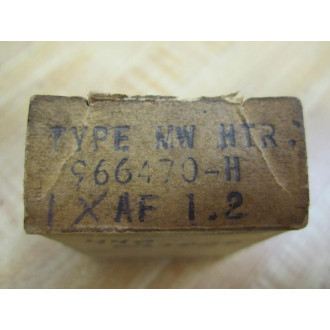 TYPE MW HTR.
966470-H
1 X AF 1.2